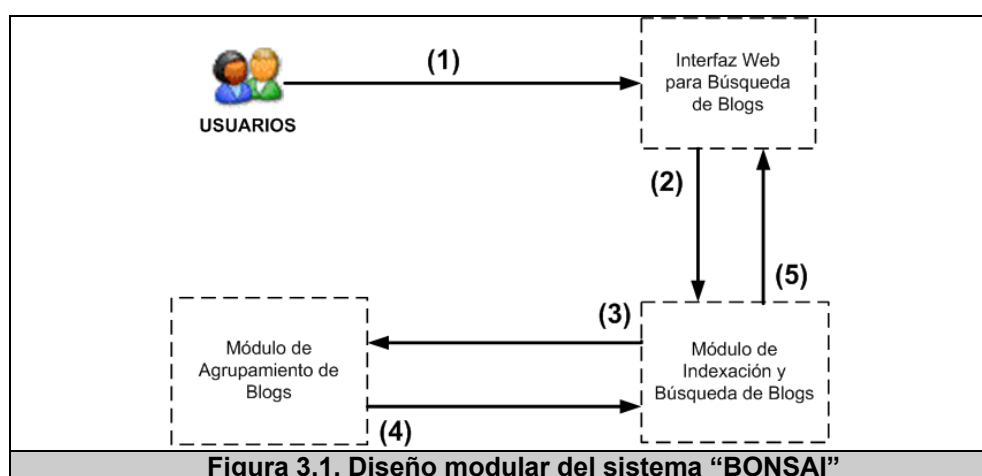 (1)
Interfaz Web
para Búsqueda
de Blogs
USUARIOS
(2)
(5)
(3)
Módulo de
Agrupamiento de
Blogs
Módulo de
Indexación y
Búsqueda de Blogs
(4)
Figura 3.1. Diseño modular del sistema “BONSAI”